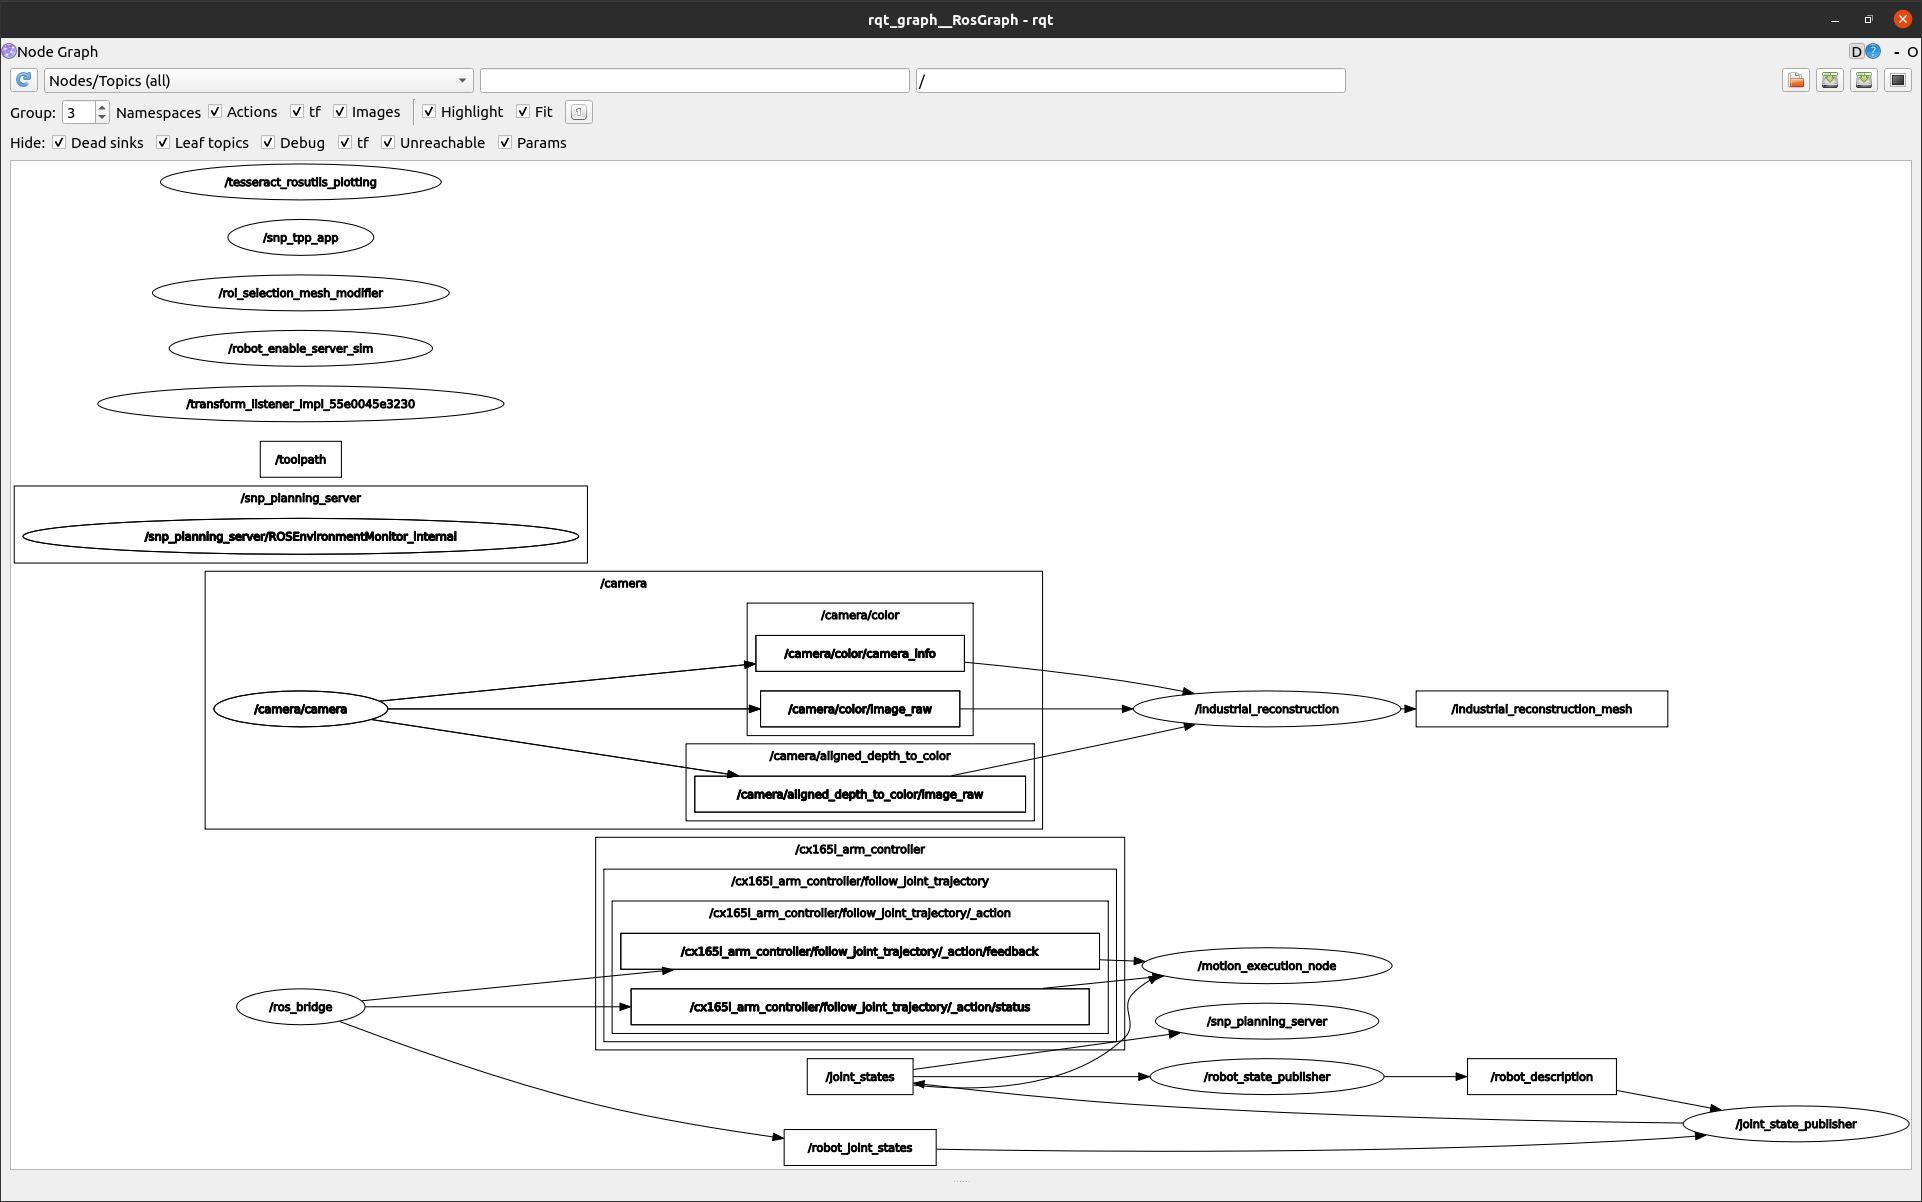 rqt_graph__RosGraph - rqt
Node Graph
D ? - O
Nodes/Topics (all)
/
Group: 3 Namespaces Actions tf Images Highlight Fit
Hide: Dead sinks Leaf topics Debug tf Unreachable Params
/tesseract_rosutils_plotting
/snp_tpp_app
/roi_selection_mesh_modifier
/robot_enable_server_sim
/transform_listener_impl_55e0045e3230
/toolpath
/snp_planning_server
/snp_planning_server/ROSEnvironmentMonitor_internal
/camera
/camera/color
/camera/color/camera_info
/camera/camera
/camera/color/image_raw
/industrial_reconstruction
/industrial_reconstruction_mesh
/camera/aligned_depth_to_color
/camera/aligned_depth_to_color/image_raw
/cx165l_arm_controller
/cx165l_arm_controller/follow_joint_trajectory
/cx165l_arm_controller/follow_joint_trajectory/_action
/cx165l_arm_controller/follow_joint_trajectory/_action/feedback
/motion_execution_node
/ros_bridge
/cx165l_arm_controller/follow_joint_trajectory/_action/status
/snp_planning_server
/joint_states
/robot_state_publisher
/robot_description
/joint_state_publisher
/robot_joint_states